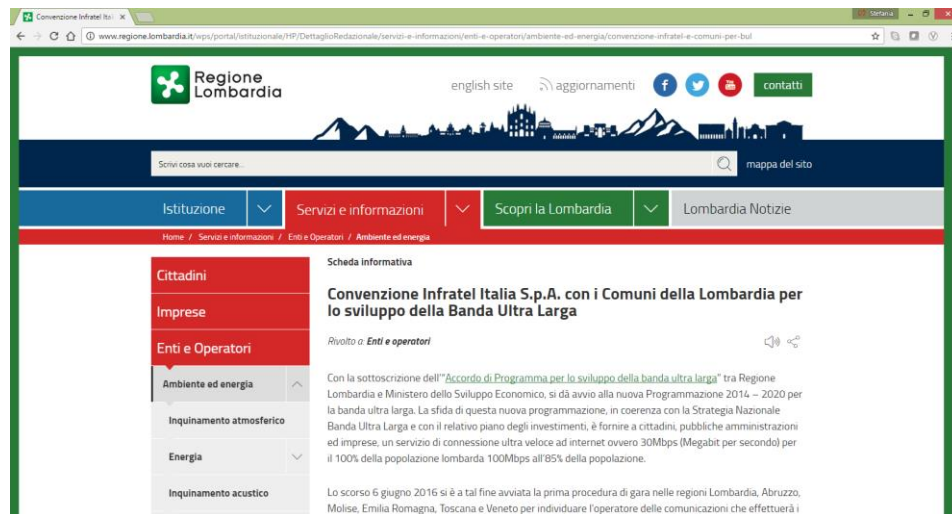 Convenzione Infratel Ital
Stefania
www.regione.lombardia.it/wps/portal/istituzionale/HP/DettaglioRedazionale/servizi-e-informazioni/enti-e-operatori/ambiente-ed-energia/convenzione-infratel-e-comuni-per-bul
Regione
Lombardia
english site
aggiornamenti
contatti
Scrivi cosa vuoi cercare...
mappa del sito
Istituzione
Servizi e informazioni
Scopri la Lombardia
Lombardia Notizie
Home / Servizi e informazioni / Enti e Operatori / Ambiente ed energia
Cittadini
Imprese
Enti e Operatori
Ambiente ed energia
Inquinamento atmosferico
Energia
Inquinamento acustico
Scheda informativa
Convenzione Infratel Italia S.p.A. con i Comuni della Lombardia per
lo sviluppo della Banda Ultra Larga
Rivolto a: Enti e operatori
Con la sottoscrizione dell'"Accordo di Programma per lo sviluppo della banda ultra larga" tra Regione
Lombardia e Ministero dello Sviluppo Economico, si dà avvio alla nuova Programmazione 2014 – 2020 per
la banda ultra larga. La sfida di questa nuova programmazione, in coerenza con la Strategia Nazionale
Banda Ultra Larga e con il relativo piano degli investimenti, è fornire a cittadini, pubbliche amministrazioni
ed imprese, un servizio di connessione ultra veloce ad internet ovvero 30Mbps (Megabit per secondo) per
il 100% della popolazione lombarda 100Mbps all'85% della popolazione.
Lo scorso 6 giugno 2016 si è a tal fine avviata la prima procedura di gara nelle regioni Lombardia, Abruzzo,
Molise, Emilia Romagna, Toscana e Veneto per individuare l'operatore delle comunicazioni che effettuerà i